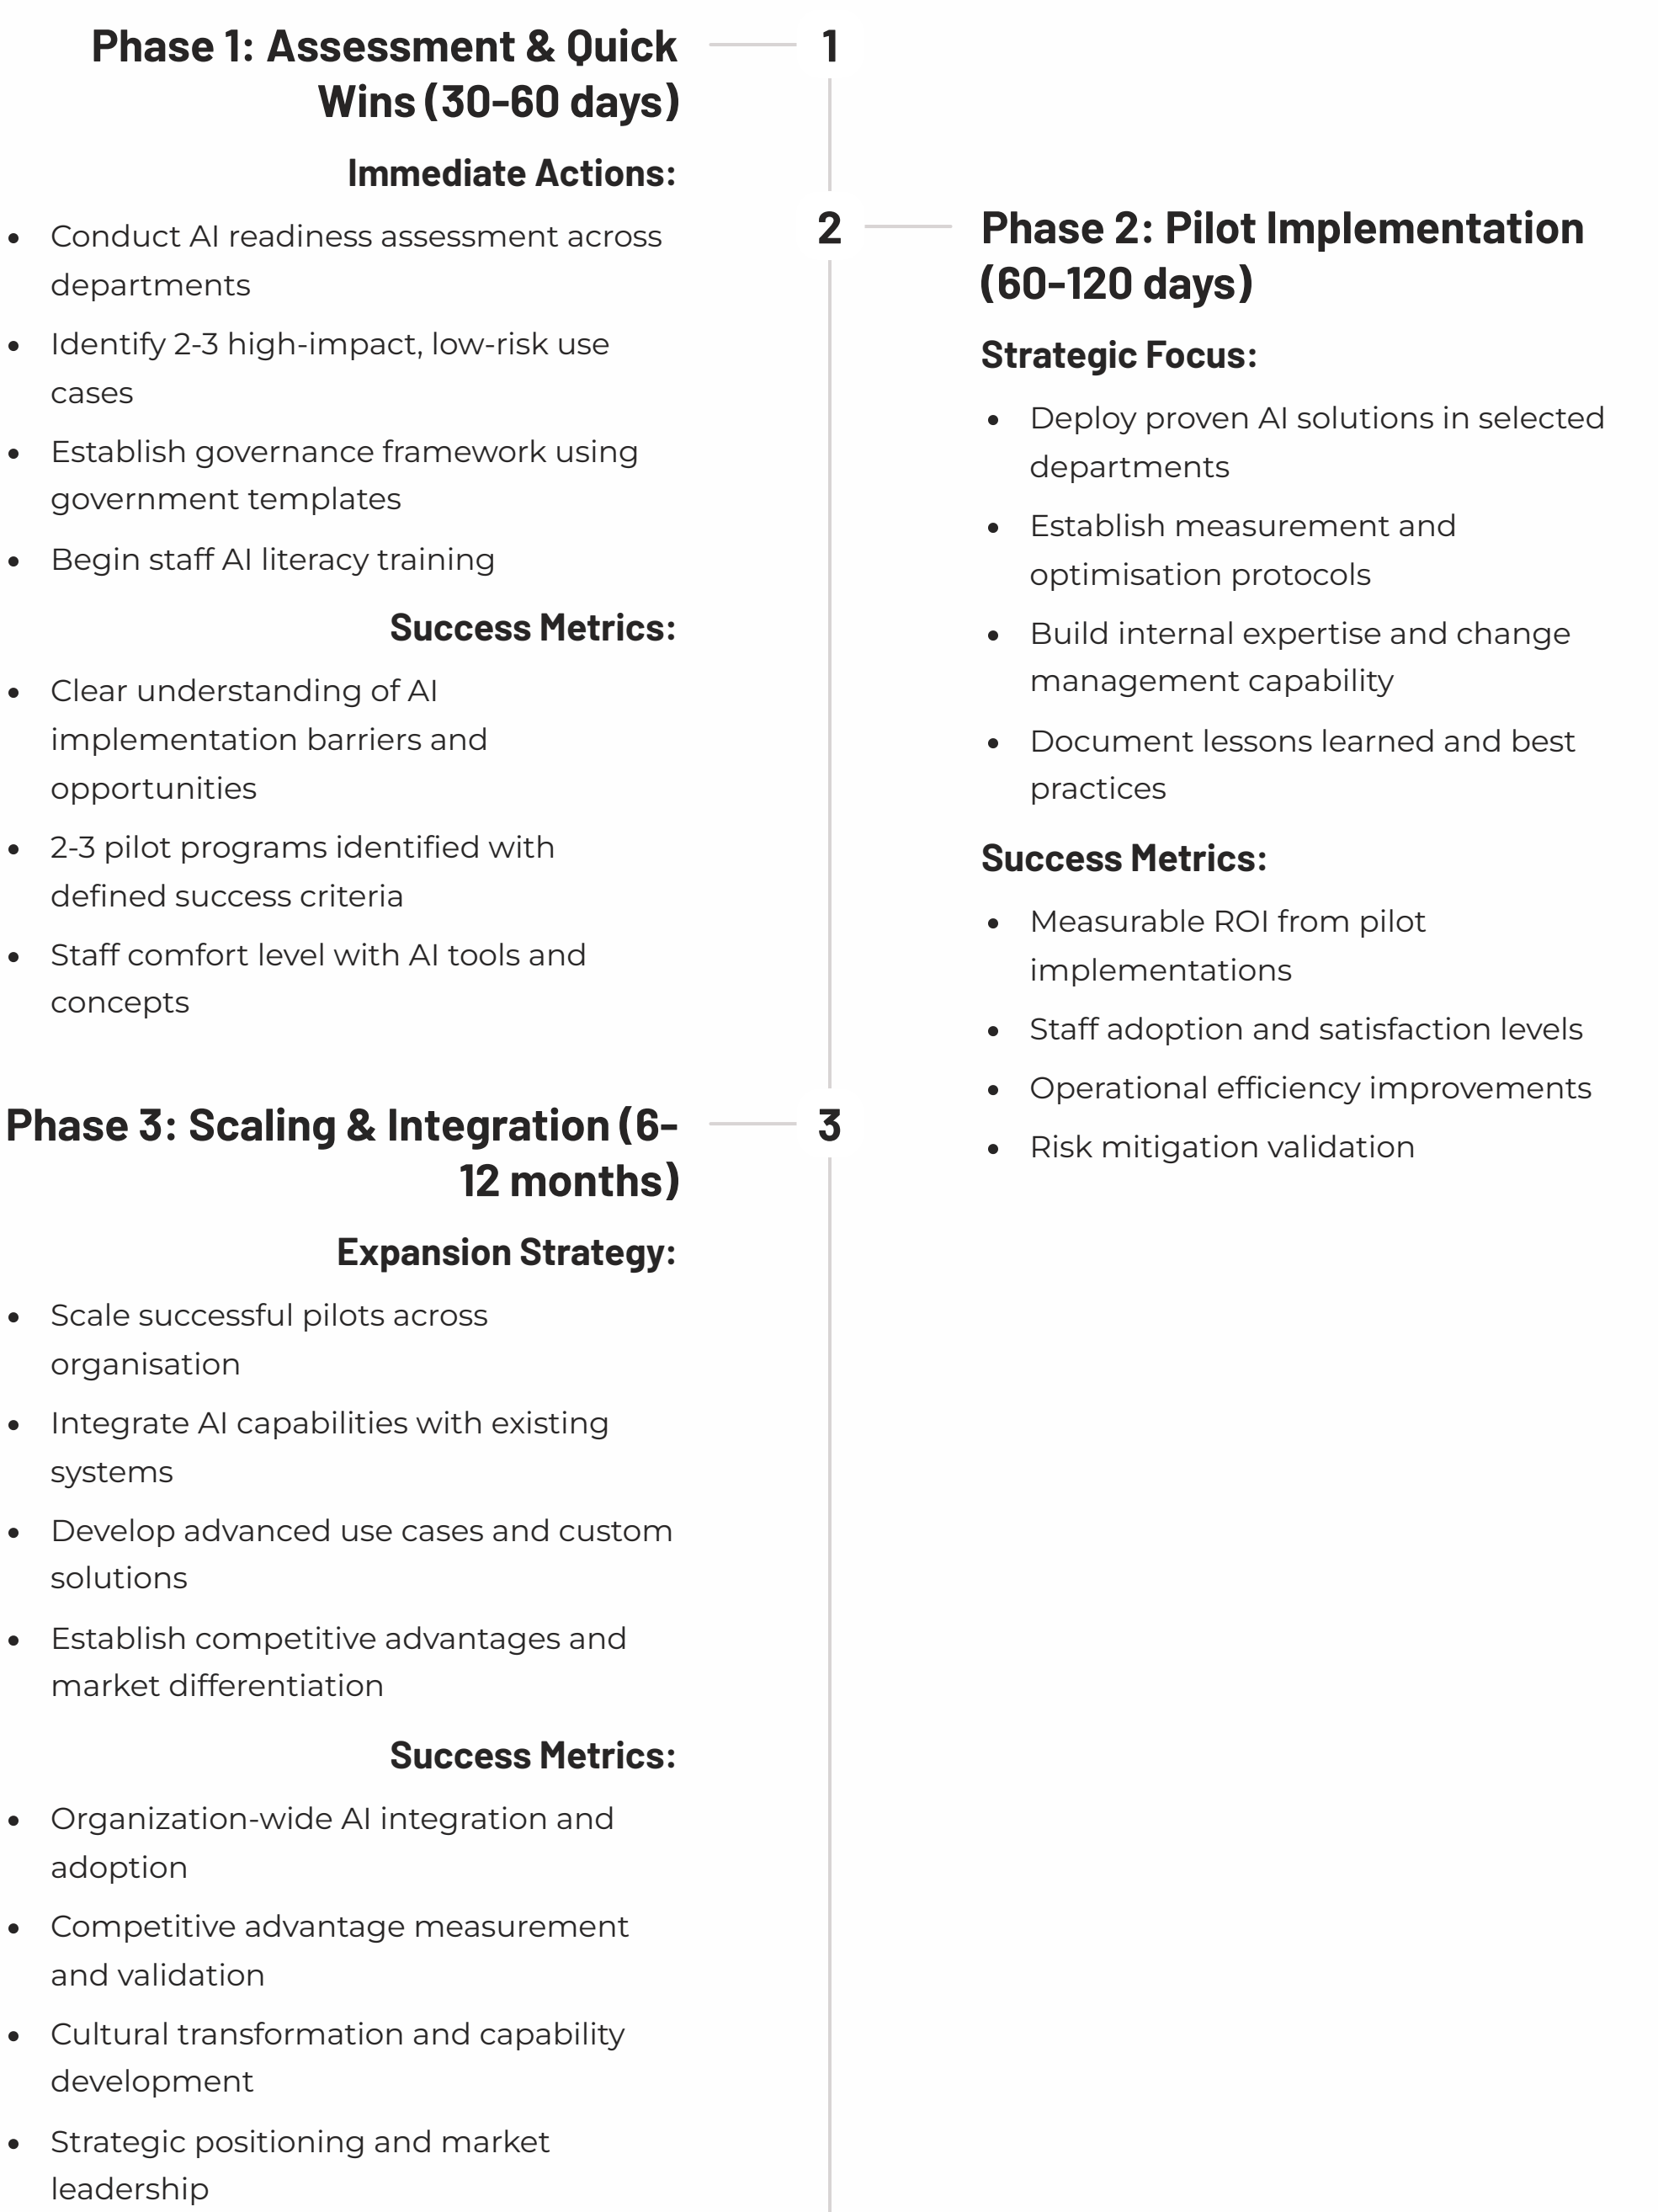 Phase 1: Assessment & Quick
Wins (30-60 days)
1
Immediate Actions:
• Conduct AI readiness assessment across
departments
• Identify 2-3 high-impact, low-risk use
cases
• Establish governance framework using
government templates
• Begin staff AI literacy training
Success Metrics:
• Clear understanding of AI
implementation barriers and
opportunities
• 2-3 pilot programs identified with
defined success criteria
• Staff comfort level with AI tools and
concepts
2
Phase 2: Pilot Implementation
(60-120 days)
Strategic Focus:
• Deploy proven AI solutions in selected
departments
• Establish measurement and
optimisation protocols
• Build internal expertise and change
management capability
• Document lessons learned and best
practices
Success Metrics:
• Measurable ROI from pilot
implementations
• Staff adoption and satisfaction levels
• Operational efficiency improvements
• Risk mitigation validation
Phase 3: Scaling & Integration (6-
12 months)
3
Expansion Strategy:
• Scale successful pilots across
organisation
• Integrate AI capabilities with existing
systems
• Develop advanced use cases and custom
solutions
• Establish competitive advantages and
market differentiation
Success Metrics:
• Organization-wide AI integration and
adoption
• Competitive advantage measurement
and validation
• Cultural transformation and capability
development
• Strategic positioning and market
leadership